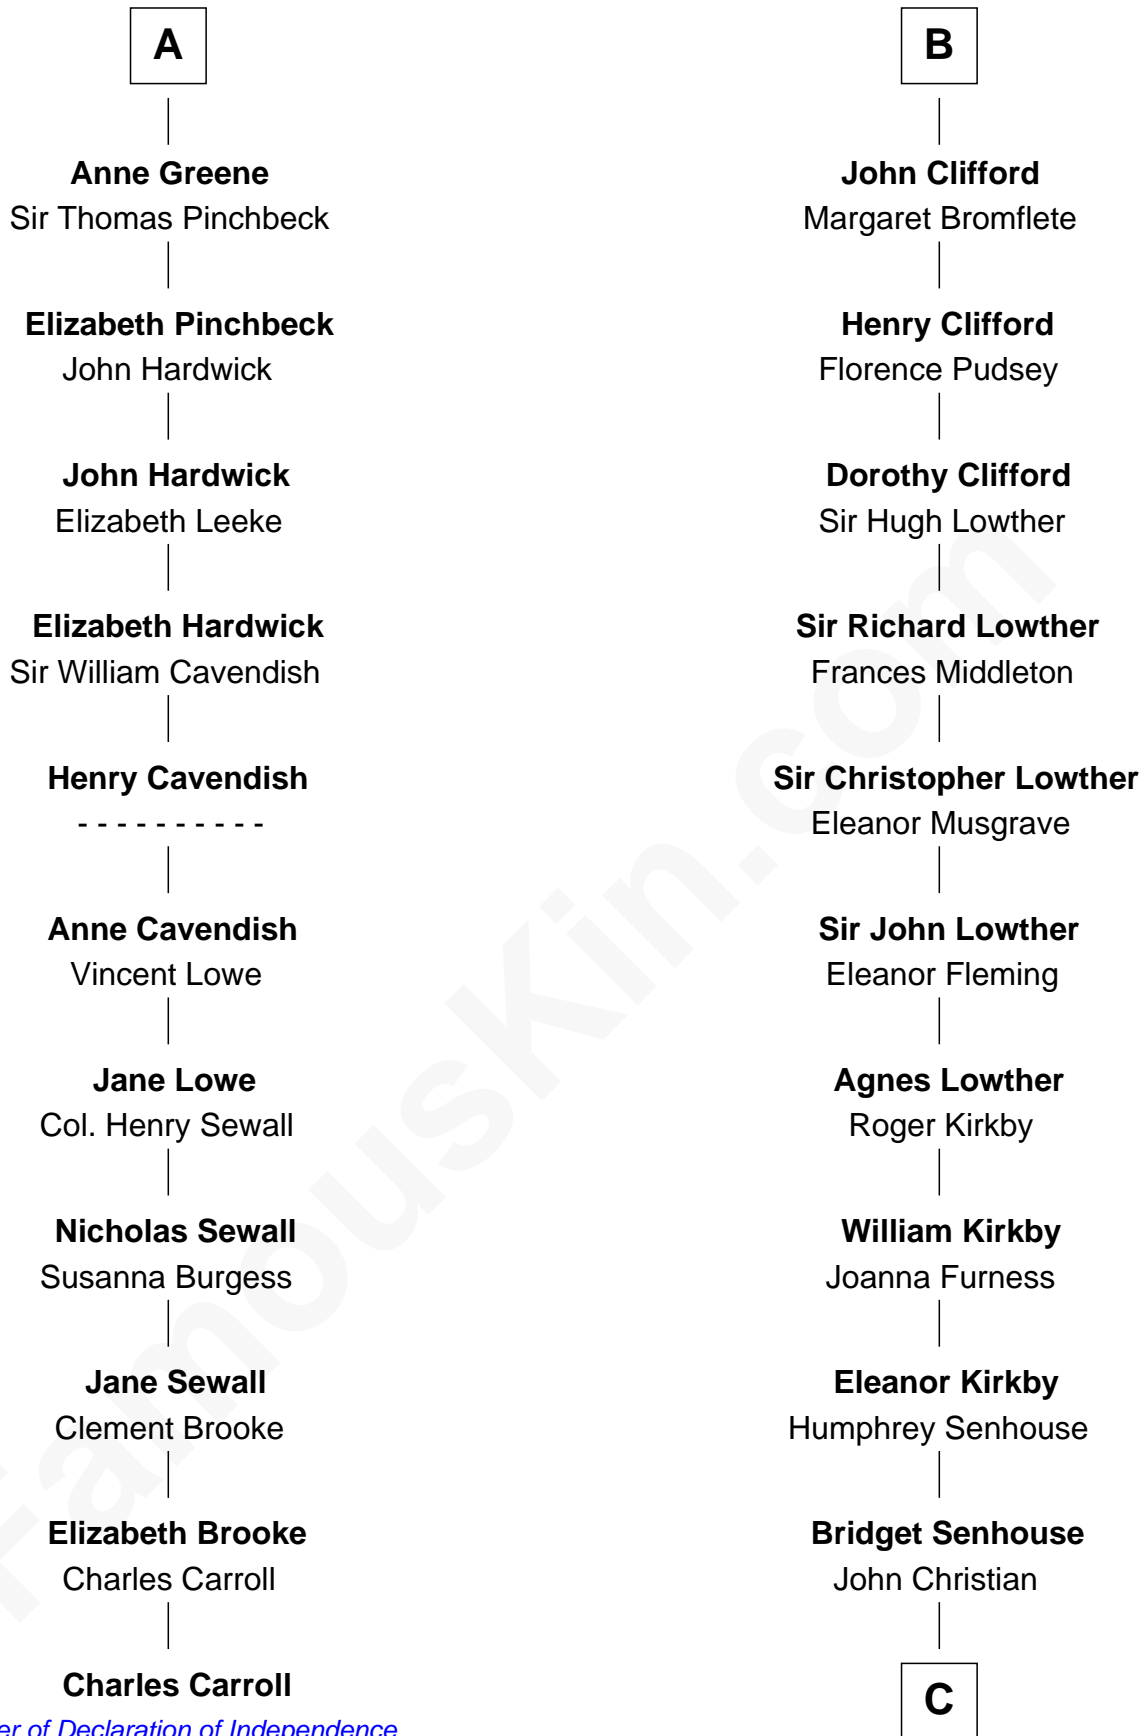 A
Anne Greene
Sir Thomas Pinchbeck
Elizabeth Pinchbeck
John Hardwick
John Hardwick
Elizabeth Leeke
Elizabeth Hardwick
Sir William Cavendish
Henry Cavendish
- - - - - - - - - -
Anne Cavendish
Vincent Lowe
Jane Lowe
Col. Henry Sewall
Nicholas Sewall
Susanna Burgess
Jane Sewall
Clement Brooke
Elizabeth Brooke
Charles Carroll
Charles Carroll
er of Declaration of Independence
B
John Clifford
Margaret Bromflete
Henry Clifford
Florence Pudsey
Dorothy Clifford
Sir Hugh Lowther
Sir Richard Lowther
Frances Middleton
Sir Christopher Lowther
Eleanor Musgrave
Sir John Lowther
Eleanor Fleming
Agnes Lowther
Roger Kirkby
William Kirkby
Joanna Furness
Eleanor Kirkby
Humphrey Senhouse
Bridget Senhouse
John Christian
C
FamousKin.com